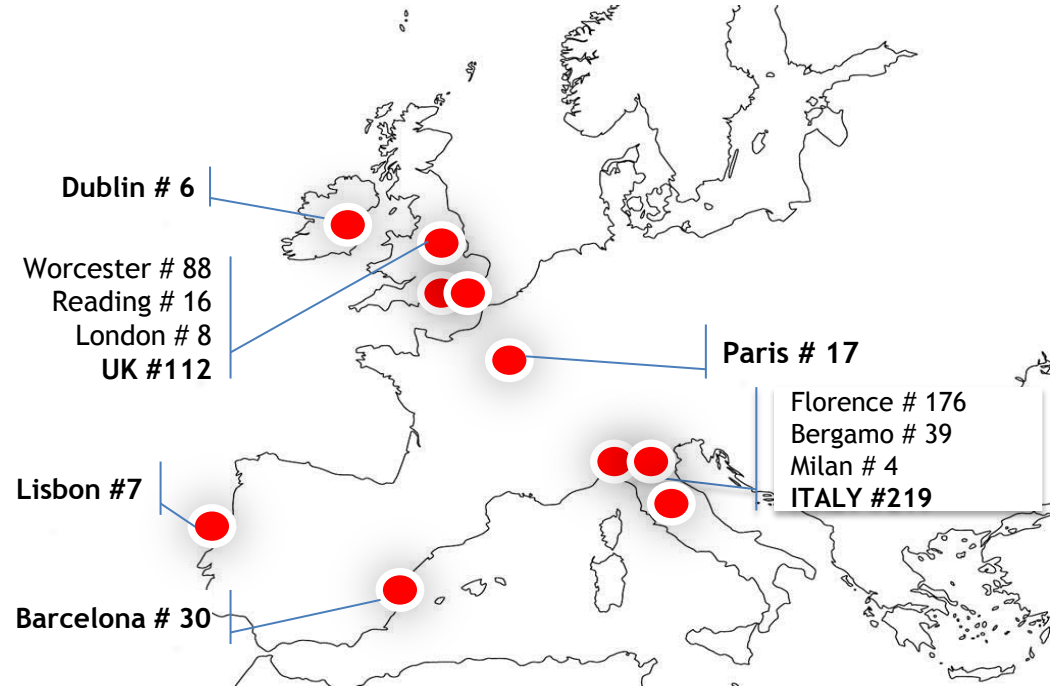 Dublin # 6
Worcester # 88
Reading # 16
London # 8
UK #112
Paris # 17
Florence # 176
Bergamo # 39
Milan # 4
ITALY #219
Lisbon #7
Barcelona # 30